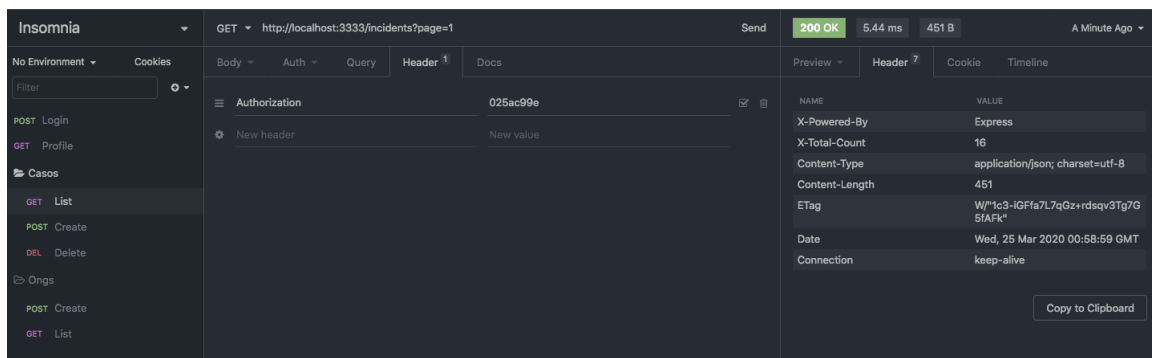 Insomnia
GET http://localhost:3333/incidents?page=1 Send
200 OK 5.44 ms 451 B A Minute Ago
No Environment Cookies
Body Auth Query Header 1 Docs
Preview Header 7 Cookie Timeline
Filter
Authorization 025ac99e
New header New value
POST Login
GET Profile
Casos
GET List
POST Create
DEL Delete
Ongs
POST Create
GET List
NAME VALUE
X-Powered-By Express
X-Total-Count 16
Content-Type application/json; charset=utf-8
Content-Length 451
ETag W/"1c3-iGFfa7L7qGz+rdsqv3Tg7G
5fAFk"
Date Wed, 25 Mar 2020 00:58:59 GMT
Connection keep-alive
Copy to Clipboard